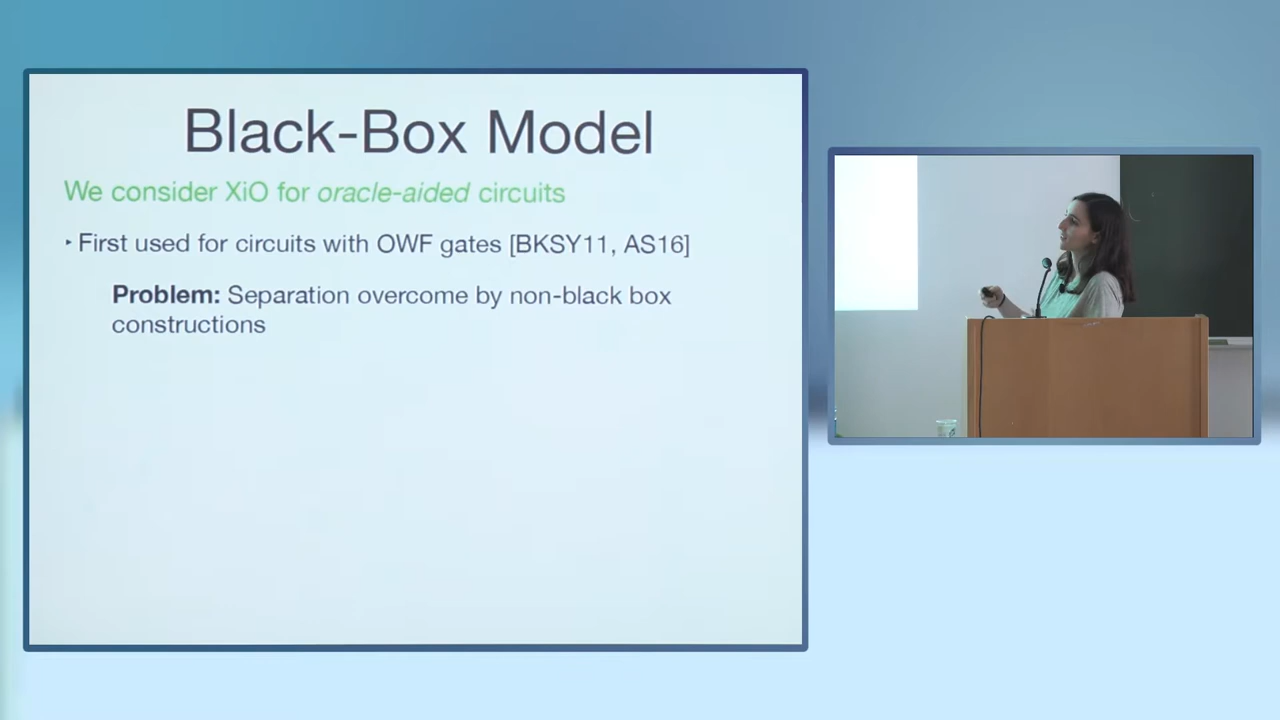 Black-Box Model
We consider XiO for oracle-aided circuits
‣ First used for circuits with OWF gates [BKSY11, AS16]
Problem: Separation overcome by non-black box
constructions